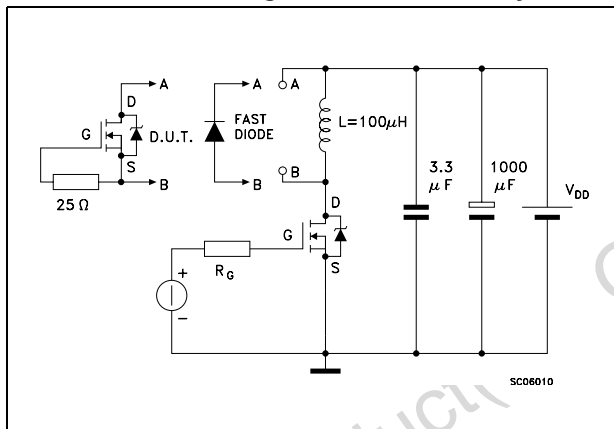 A
A
A
D
G
D.U.T.
FAST
DIODE
L=100μH
S
B
B
B
25 Ω
D
G
S
3.3
μF
1000
μF
VDD
RG
+
−
SC06010